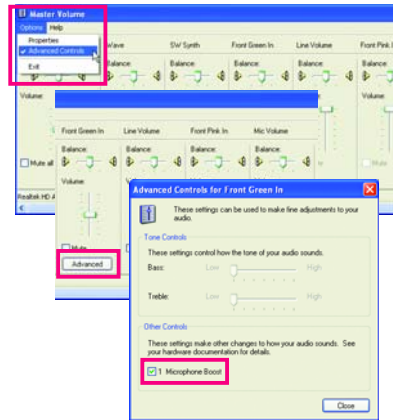 Master Volume
Options Help
Properties
Advanced Controls
Exit
Wave
SW Synth
Front Green In
Line Volume
Front Pink
Balance: Balance: Balance: Balance: Balance:
Volume:
Volume:
Mute all
Mute
Realtek HD A
Front Green In
Line Volume
Front Pink In
Mic Volume
Balance: Balance: Balance: Balance:
Volume:
Mute
Advanced
Advanced Controls for Front Green In
These settings can be used to make fine adjustments to your
audio.
Tone Controls
These settings control how the tone of your audio sounds.
Bass: Low High
Treble: Low High
Other Controls
These settings make other changes to how your audio sounds. See
your hardware documentation for details.
1 Microphone Boost
Close